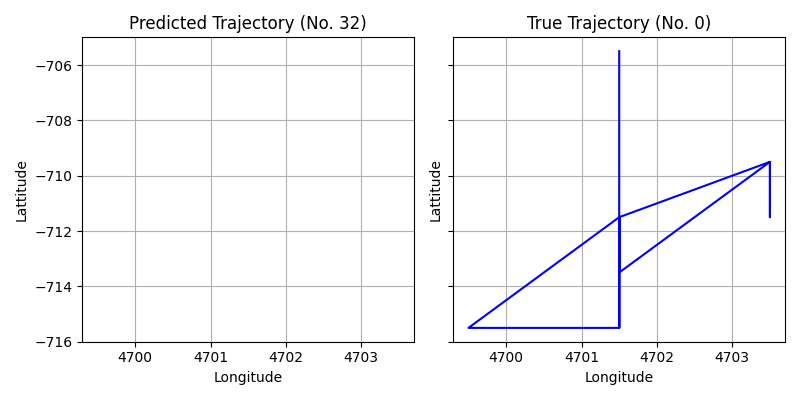 Predicted Trajectory (No. 32)
True Trajectory (No. 0)
−706
−708
−710
−712
−714
−716
Lattitude
Lattitude
4700 4701 4702 4703
4700 4701 4702 4703
Longitude
Longitude